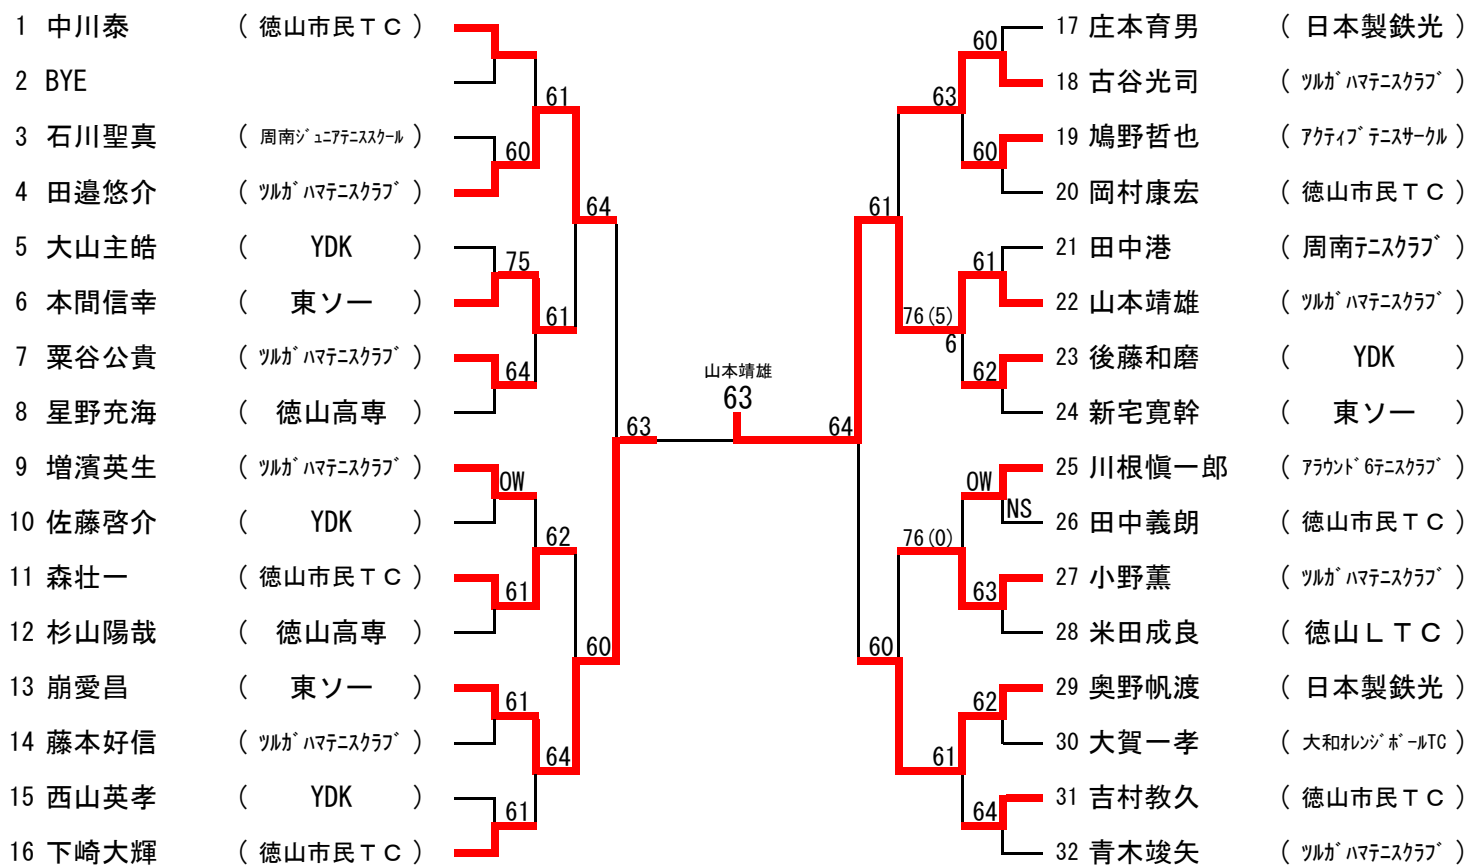 1 中川泰 ( 徳山市民ＴＣ )
2 BYE
61
3 石川聖真 ( 周南ｼﾞｭﾆｱﾃﾆｽｽｸｰﾙ )
60
4 田邉悠介 ( ﾂﾙｶﾞﾊﾏﾃﾆｽｸﾗﾌﾞ )
64
5 大山主皓 ( YDK )
75
6 本間信幸 ( 東ソー )
61
7 粟谷公貴 ( ﾂﾙｶﾞﾊﾏﾃﾆｽｸﾗﾌﾞ )
64
8 星野充海 ( 徳山高専 )
63
9 増濱英生 ( ﾂﾙｶﾞﾊﾏﾃﾆｽｸﾗﾌﾞ )
OW
10 佐藤啓介 ( YDK )
62
11 森壮一 ( 徳山市民ＴＣ )
61
12 杉山陽哉 ( 徳山高専 )
60
13 崩愛昌 ( 東ソー )
61
14 藤本好信 ( ﾂﾙｶﾞﾊﾏﾃﾆｽｸﾗﾌﾞ )
64
15 西山英孝 ( YDK )
61
16 下崎大輝 ( 徳山市民ＴＣ )
山本靖雄
63
17 庄本育男 ( 日本製鉄光 )
60
18 古谷光司 ( ﾂﾙｶﾞﾊﾏﾃﾆｽｸﾗﾌﾞ )
63
19 鳩野哲也 ( ｱｸﾃｨﾌﾞﾃﾆｽｻｰｸﾙ )
60
20 岡村康宏 ( 徳山市民ＴＣ )
61
21 田中港 ( 周南ﾃﾆｽｸﾗﾌﾞ )
61
22 山本靖雄 ( ﾂﾙｶﾞﾊﾏﾃﾆｽｸﾗﾌﾞ )
76(5)
6
23 後藤和磨 ( YDK )
62
24 新宅寛幹 ( 東ソー )
64
25 川根愼一郎 ( ｱﾗｳﾝﾄﾞ6ﾃﾆｽｸﾗﾌﾞ )
OW
NS
26 田中義朗 ( 徳山市民ＴＣ )
76(0)
27 小野薫 ( ﾂﾙｶﾞﾊﾏﾃﾆｽｸﾗﾌﾞ )
63
28 米田成良 ( 徳山ＬＴＣ )
60
29 奥野帆渡 ( 日本製鉄光 )
62
30 大賀一孝 ( 大和ｵﾚﾝｼﾞﾎﾞｰﾙTC )
61
31 吉村教久 ( 徳山市民ＴＣ )
64
32 青木竣矢 ( ﾂﾙｶﾞﾊﾏﾃﾆｽｸﾗﾌﾞ )